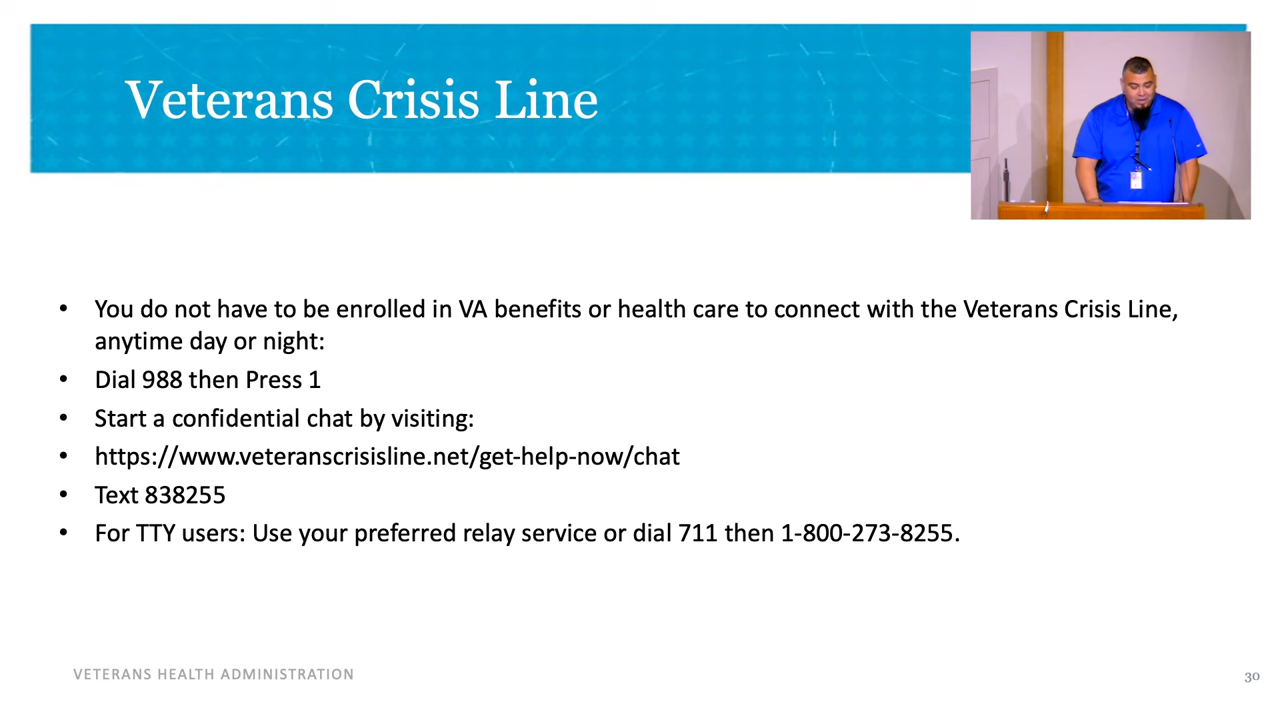 Veterans Crisis Line
• You do not have to be enrolled in VA benefits or health care to connect with the Veterans Crisis Line,
anytime day or night:
• Dial 988 then Press 1
• Start a confidential chat by visiting:
• https://www.veteranscrisisline.net/get-help-now/chat
• Text 838255
• For TTY users: Use your preferred relay service or dial 711 then 1-800-273-8255.
VETERANS HEALTH ADMINISTRATION
30